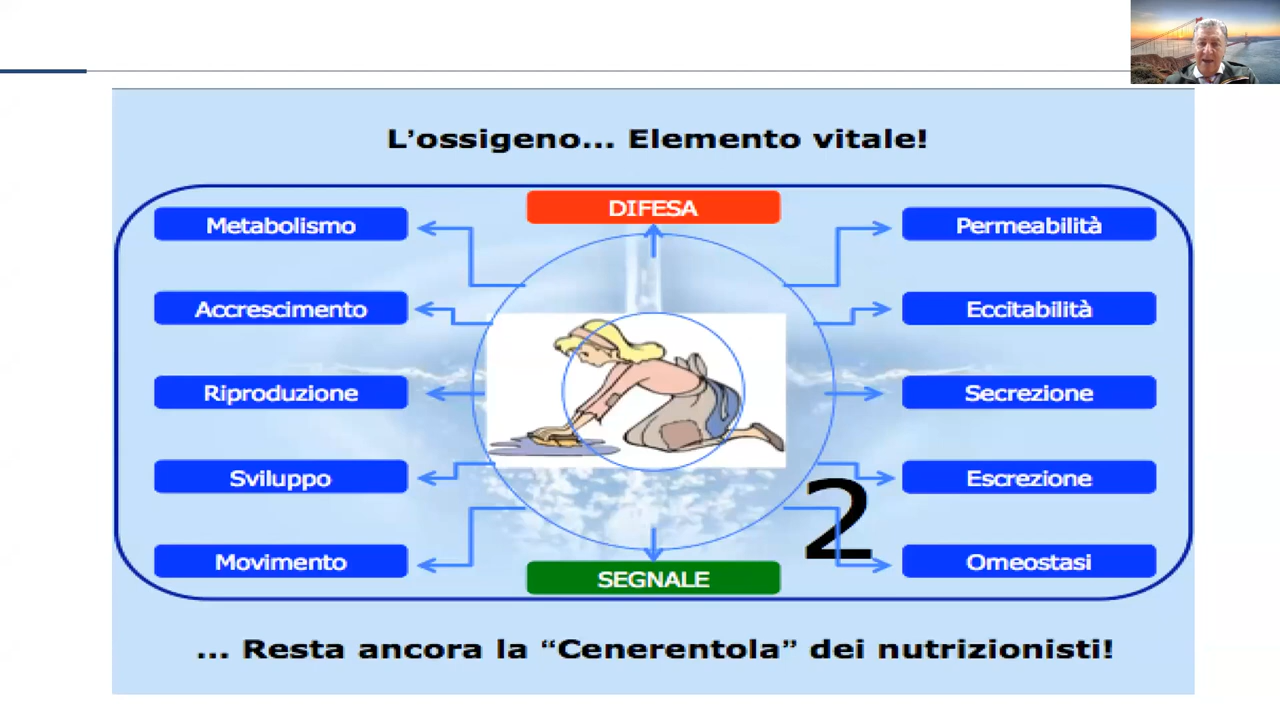 L’ossigeno... Elemento vitale!
DIFESA
Metabolismo
Permeabilità
Accrescimento
Eccitabilità
Riproduzione
Secrezione
Sviluppo
Escrezione
2
Movimento
Omeostasi
SEGNALE
... Resta ancora la “Cenerentola” dei nutrizionisti!